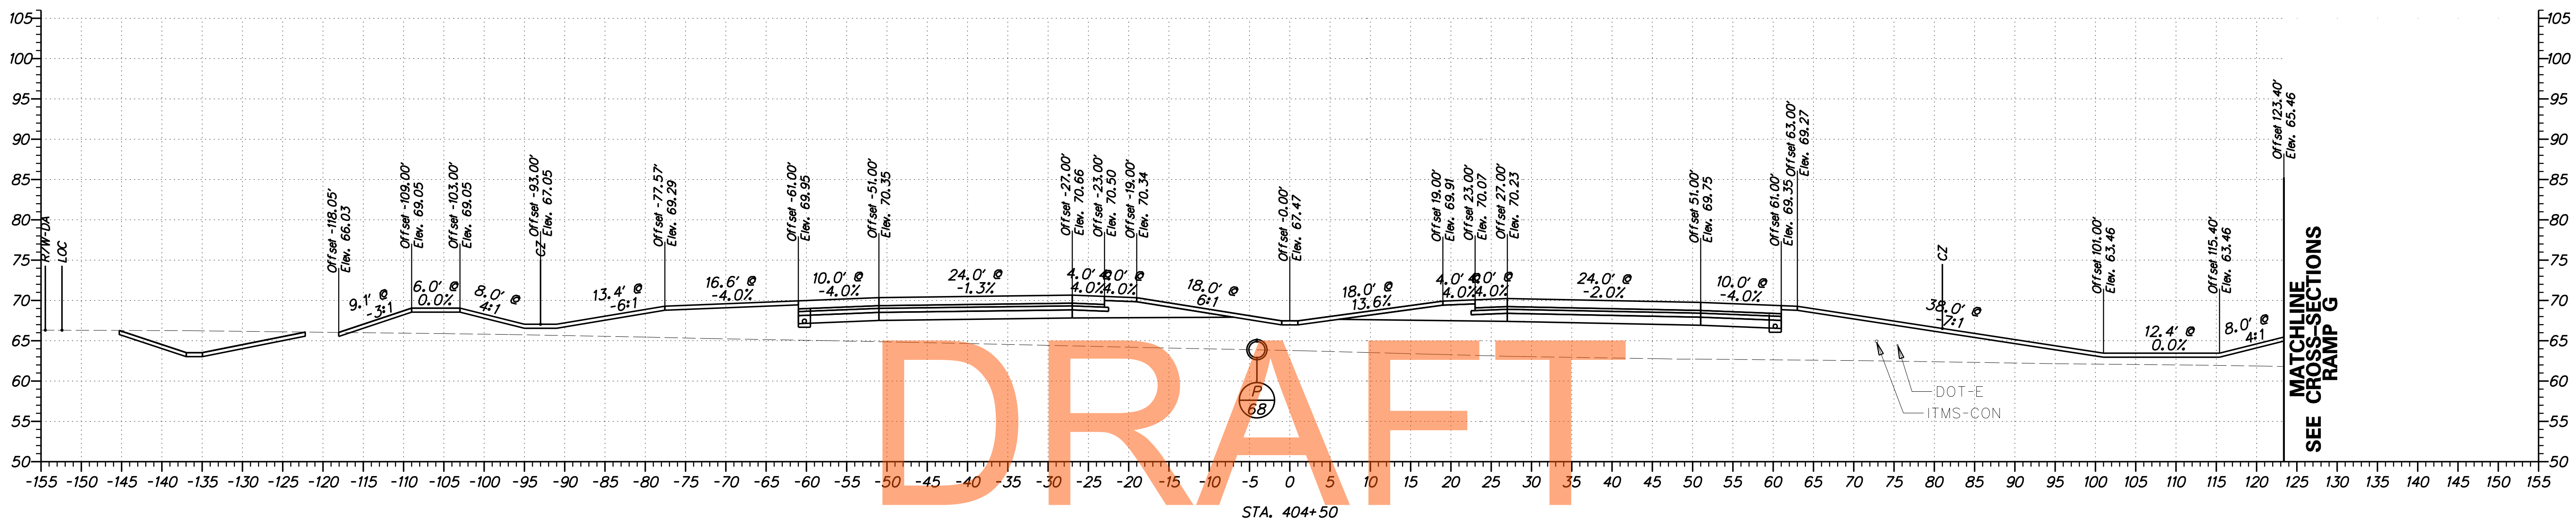 105
100
95
90
85
80
75
70
65
60
55
50
105
100
95
90
85
80
75
70
65
60
55
50
R/W-DA
LOC
Offset -118.05'
Elev. 66.03
Offset -109.00'
Elev. 69.05
Offset -103.00'
Elev. 69.05
CZ
Offset -93.00'
Elev. 67.05
Offset -77.57'
Elev. 69.29
Offset -61.00'
Elev. 69.95
Offset -51.00'
Elev. 70.35
Offset -27.00'
Elev. 70.66
Offset -23.00'
Elev. 70.50
Offset -19.00'
Elev. 70.34
Offset -0.00'
Elev. 67.47
Offset 19.00'
Elev. 69.91
Offset 23.00'
Elev. 70.07
Offset 27.00'
Elev. 70.23
Offset 51.00'
Elev. 69.75
Offset 61.00'
Elev. 69.35
Offset 63.00'
Elev. 69.27
CZ
Offset 101.00'
Elev. 63.46
Offset 115.40'
Elev. 63.46
Offset 123.40'
Elev. 65.46
9.1' @
-3:1
6.0' @
0.0%
8.0' @
4:1
13.4' @
-6:1
16.6' @
-4.0%
10.0' @
-4.0%
24.0' @
-1.3%
4.0' @
4.0%
4.0' @
4.0%
18.0' @
6:1
18.0' @
13.6%
4.0' @
4.0%
4.0' @
4.0%
24.0' @
-2.0%
10.0' @
-4.0%
38.0' @
-7:1
12.4' @
0.0%
8.0' @
4:1
P
68
DOT-E
ITMS-CON
MATCHLINE
SEE CROSS-SECTIONS
RAMP G
DRAFT
-155 -150 -145 -140 -135 -130 -125 -120 -115 -110 -105 -100 -95 -90 -85 -80 -75 -70 -65 -60 -55 -50 -45 -40 -35 -30 -25 -20 -15 -10 -5 0 5 10 15 20 25 30 35 40 45 50 55 60 65 70 75 80 85 90 95 100 105 110 115 120 125 130 135 140 145 150 155
STA. 404+50